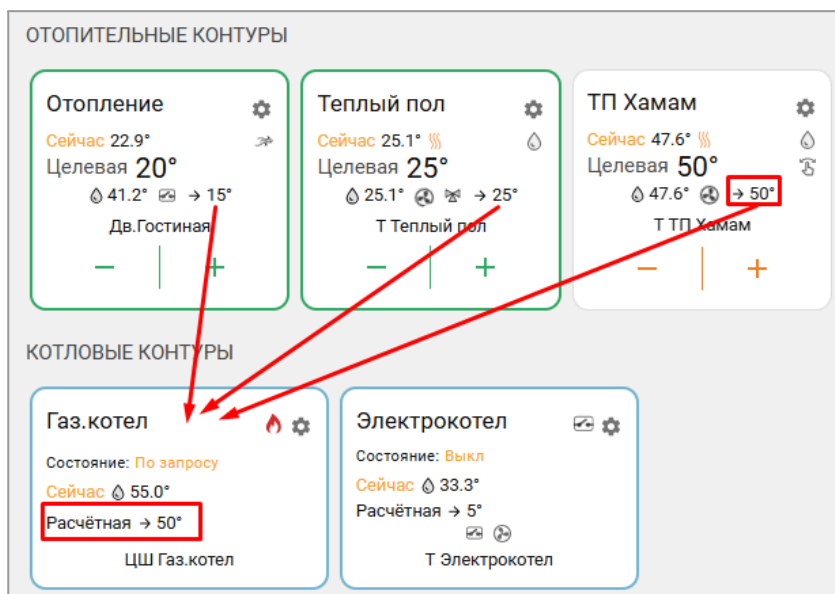 ОТОПИТЕЛЬНЫЕ КОНТУРЫ
Отопление
Сейчас 22.9°
Целевая 20°
41.2° → 15°
Дв.Гостиная
− +
Теплый пол
Сейчас 25.1°
Целевая 25°
25.1° → 25°
Т Теплый пол
− +
ТП Хамам
Сейчас 47.6°
Целевая 50°
47.6° → 50°
Т ТП Хамам
− +
КОТЛОВЫЕ КОНТУРЫ
Газ.котел
Состояние: По запросу
Сейчас 55.0°
Расчётная → 50°
ЦШ Газ.котел
Электрокотел
Состояние: Выкл
Сейчас 33.3°
Расчётная → 5°
Т Электрокотел